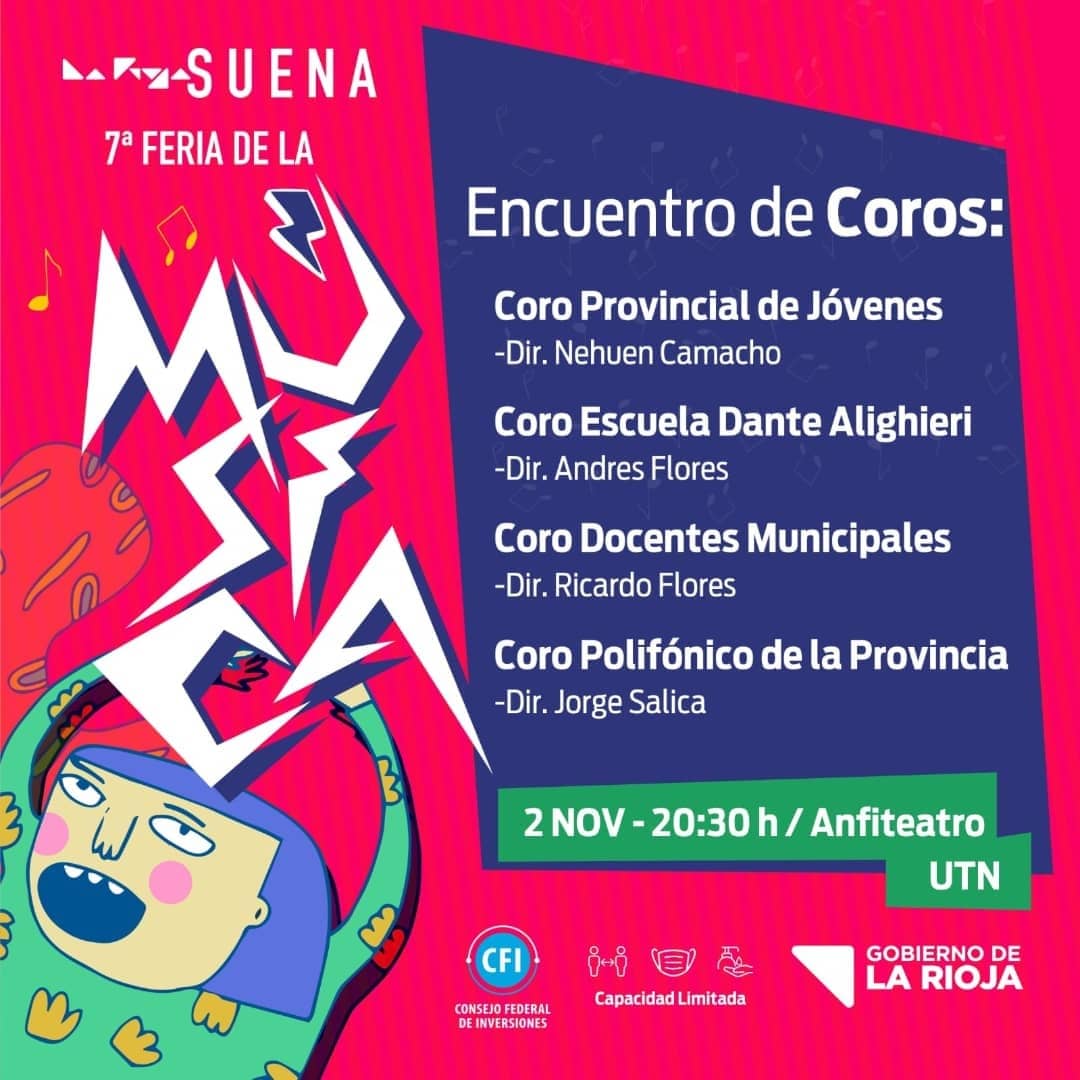 LA RIOJA SUENA
7ª FERIA DE LA
MÚSICA
Encuentro de Coros:
Coro Provincial de Jóvenes
-Dir. Nehuen Camacho
Coro Escuela Dante Alighieri
-Dir. Andres Flores
Coro Docentes Municipales
-Dir. Ricardo Flores
Coro Polifónico de la Provincia
-Dir. Jorge Salica
2 NOV - 20:30 h / Anfiteatro
UTN
CFI
CONSEJO FEDERAL
DE INVERSIONES
Capacidad Limitada
GOBIERNO DE
LA RIOJA